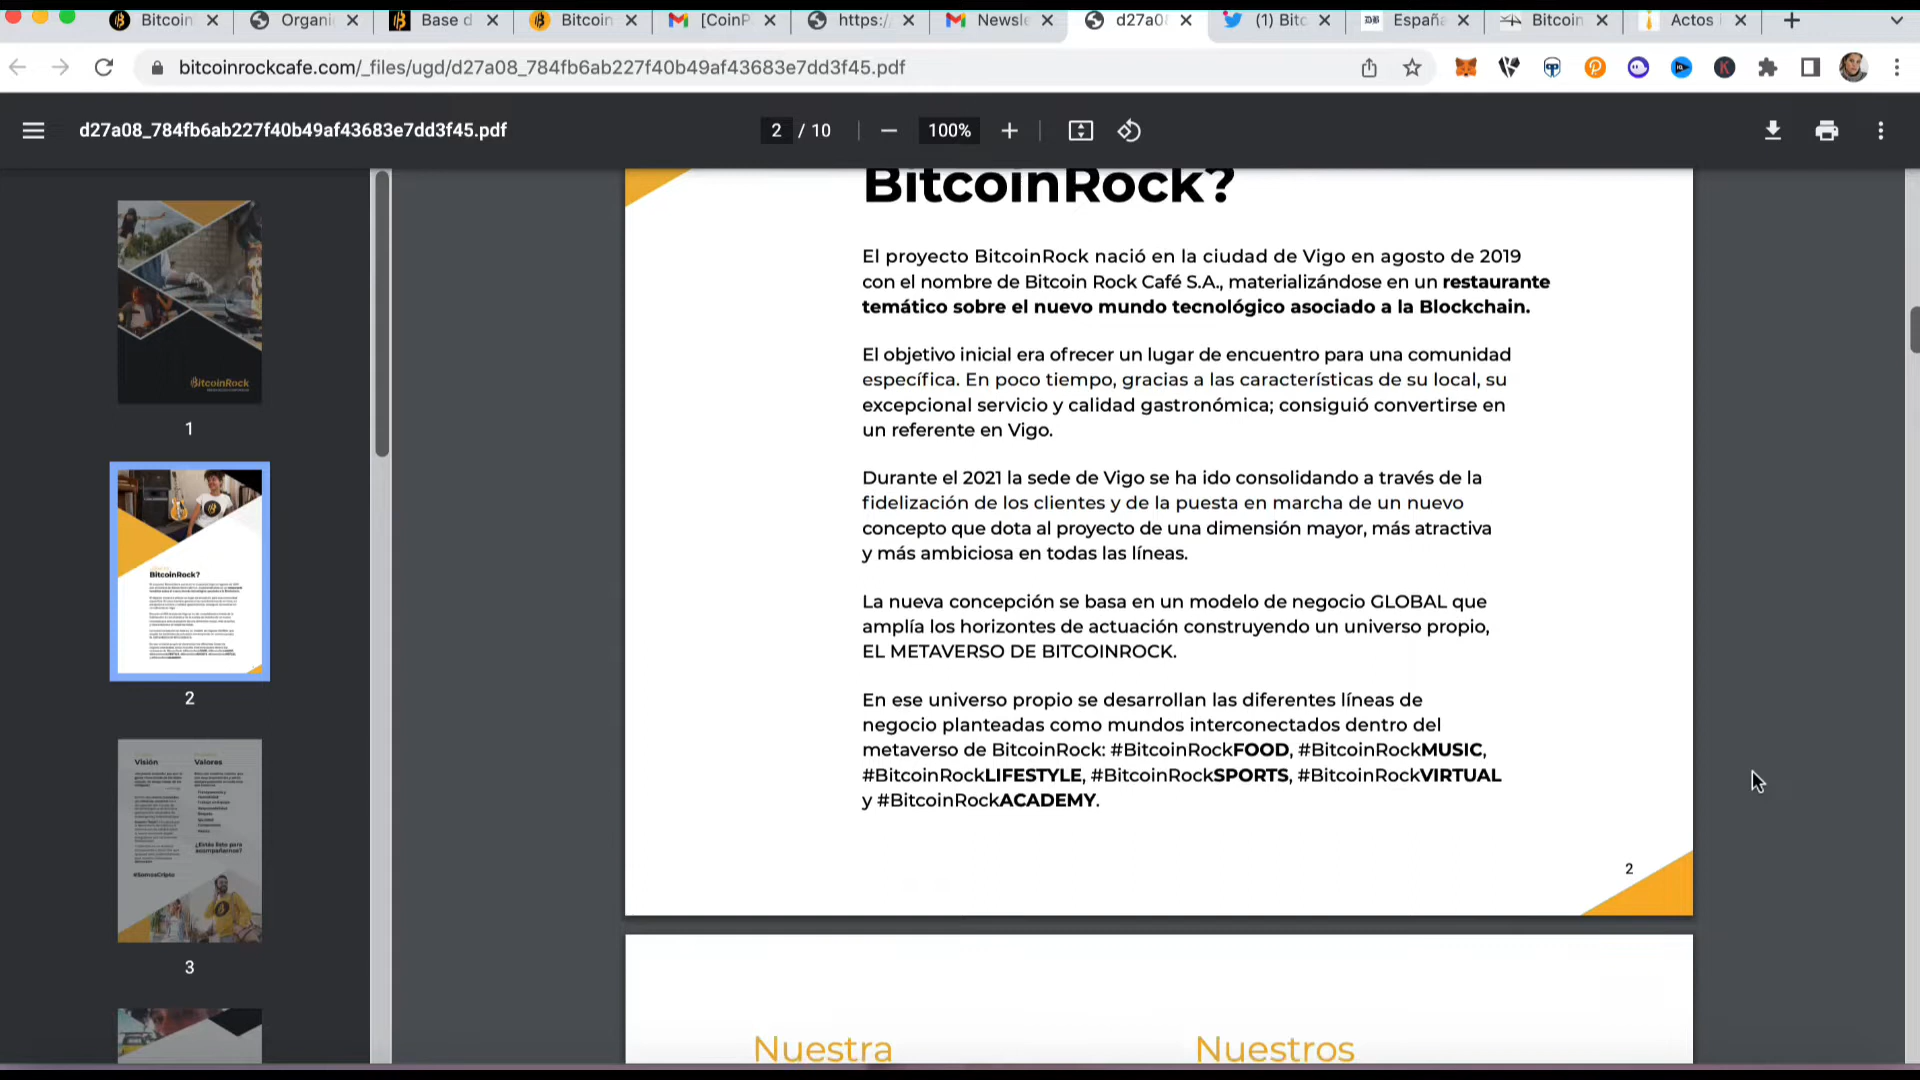 Bitcoin
Organi
Base d
Bitcoin
[CoinP
https:/
Newsle
d27a0
(1) Bitc
España
Bitcoin
Actos
bitcoinrockcafe.com/_files/ugd/d27a08_784fb6ab227f40b49af43683e7dd3f45.pdf
d27a08_784fb6ab227f40b49af43683e7dd3f45.pdf
2 / 10
100%
BitcoinRock
1
BitcoinRock?
2
Visión
Valores
¿Estás listo para
acompañarnos?
#SomosCripto
3
BitcoinRock?
El proyecto BitcoinRock nació en la ciudad de Vigo en agosto de 2019
con el nombre de Bitcoin Rock Café S.A., materializándose en un restaurante
temático sobre el nuevo mundo tecnológico asociado a la Blockchain.
El objetivo inicial era ofrecer un lugar de encuentro para una comunidad
específica. En poco tiempo, gracias a las características de su local, su
excepcional servicio y calidad gastronómica; consiguió convertirse en
un referente en Vigo.
Durante el 2021 la sede de Vigo se ha ido consolidando a través de la
fidelización de los clientes y de la puesta en marcha de un nuevo
concepto que dota al proyecto de una dimensión mayor, más atractiva
y más ambiciosa en todas las líneas.
La nueva concepción se basa en un modelo de negocio GLOBAL que
amplía los horizontes de actuación construyendo un universo propio,
EL METAVERSO DE BITCOINROCK.
En ese universo propio se desarrollan las diferentes líneas de
negocio planteadas como mundos interconectados dentro del
metaverso de BitcoinRock: #BitcoinRockFOOD, #BitcoinRockMUSIC,
#BitcoinRockLIFESTYLE, #BitcoinRockSPORTS, #BitcoinRockVIRTUAL
y #BitcoinRockACADEMY.
2
Nuestra
Nuestros